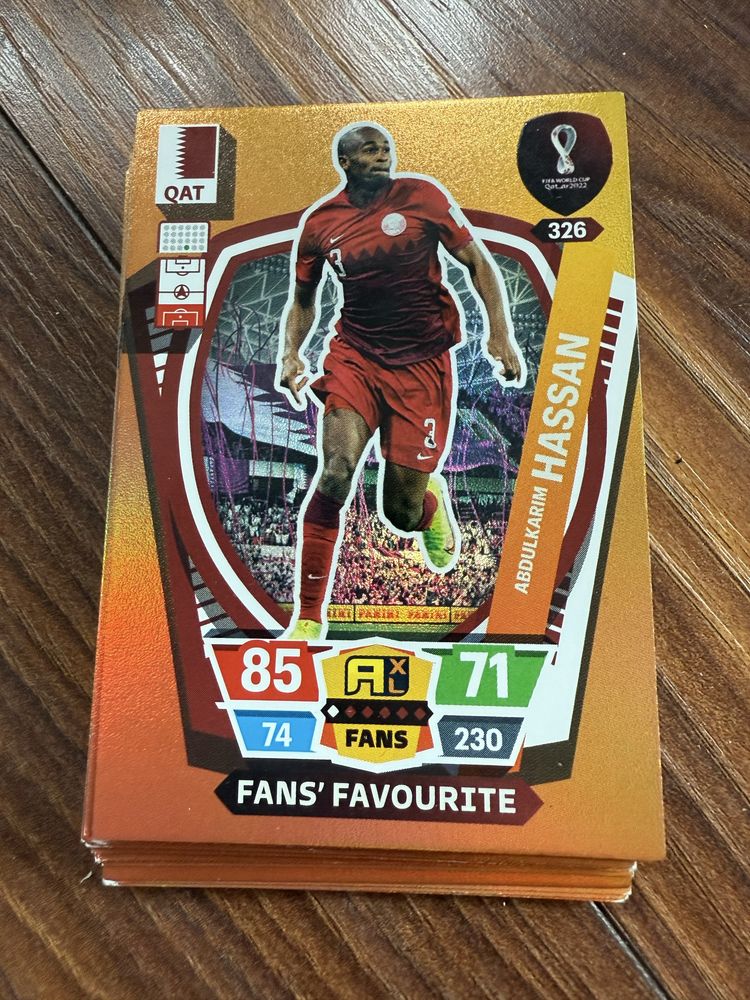 QAT
FIFA WORLD CUP
Qatar2022
326
3
3
ABDULKARIM HASSAN
PANINI PANINI PANINI
85
AXL
71
74
FANS
230
FANS' FAVOURITE